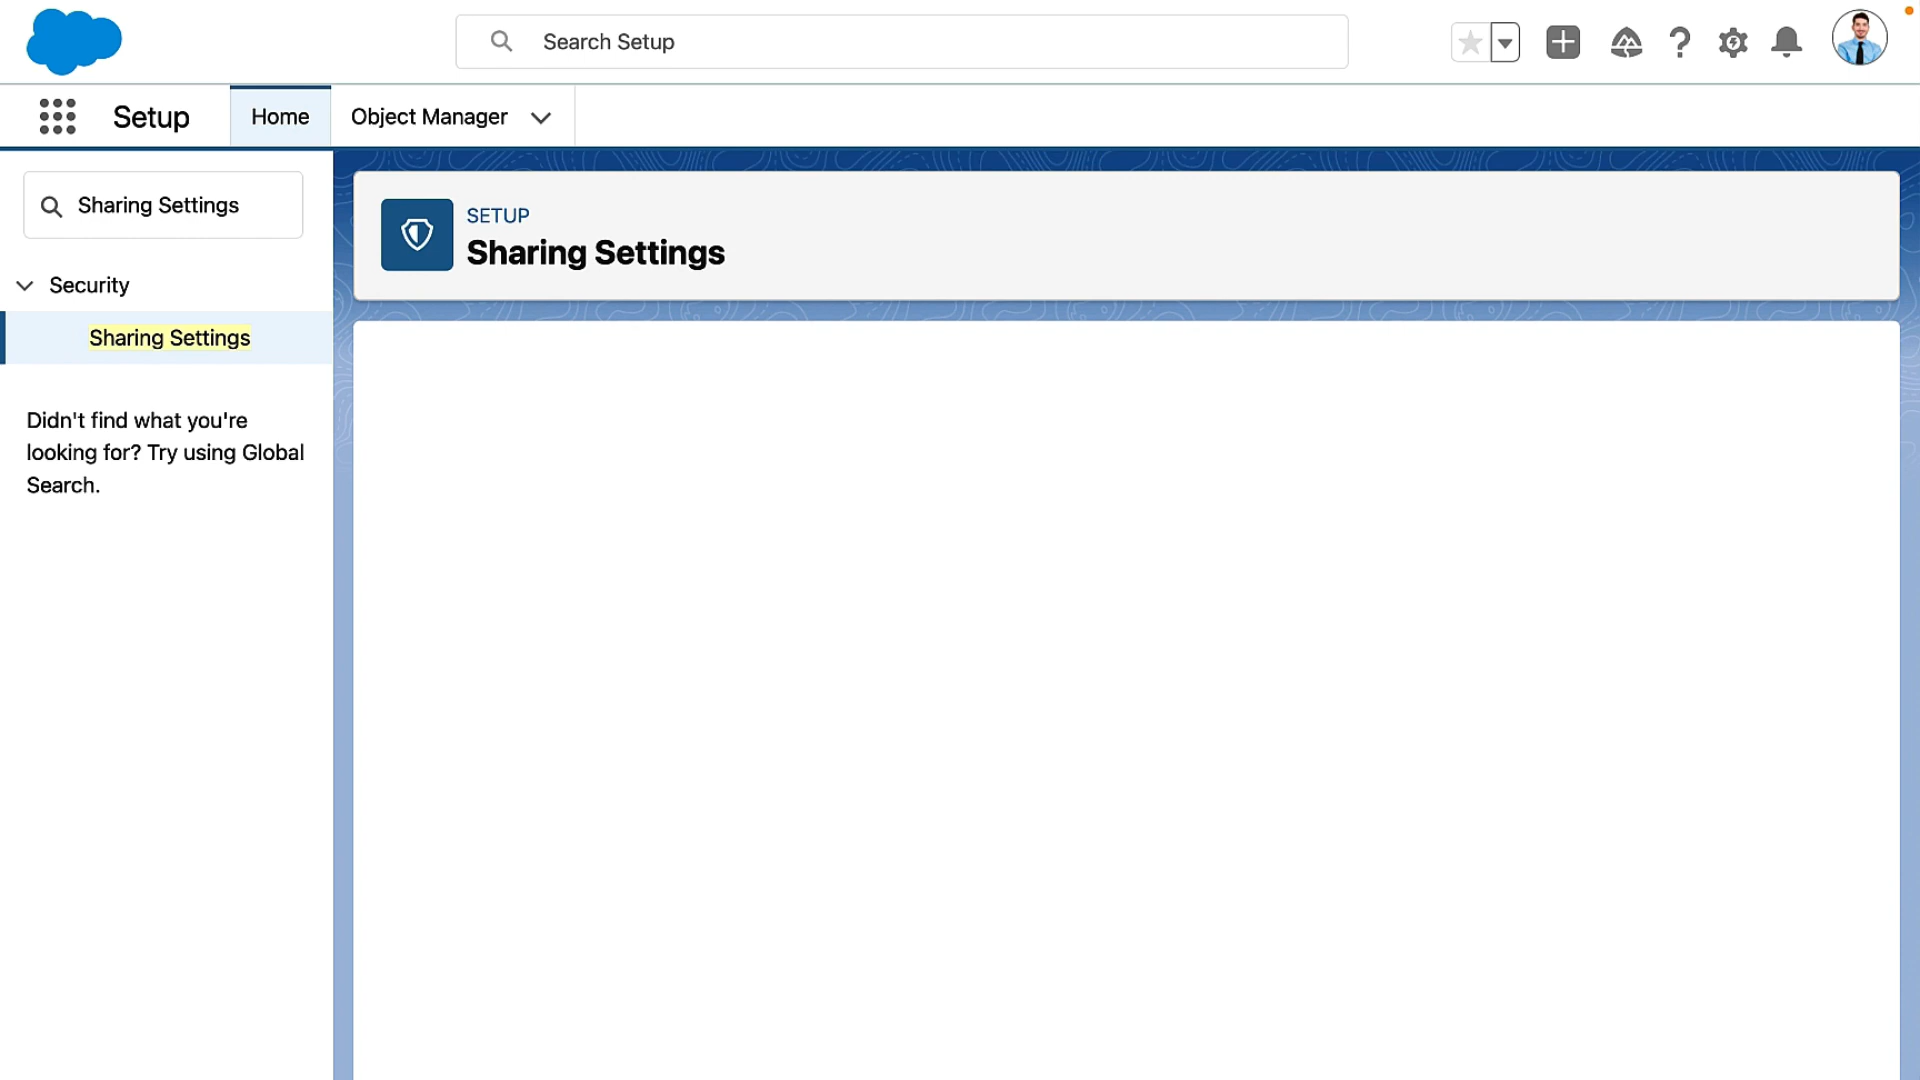 Search Setup
Setup
Home
Object Manager
Sharing Settings
Security
Sharing Settings
Didn't find what you're
looking for? Try using Global
Search.
SETUP
Sharing Settings